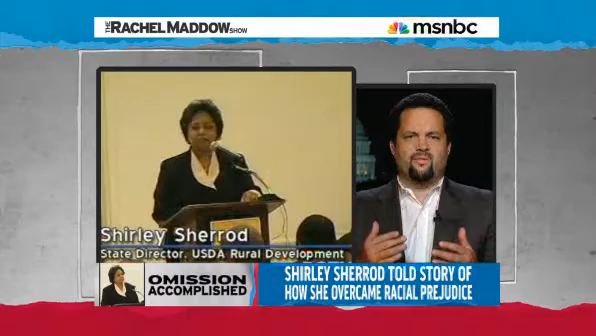 THE RACHEL MADDOW SHOW
msnbc
Shirley Sherrod
State Director, USDA Rural Development
OMISSION
ACCOMPLISHED
SHIRLEY SHERROD TOLD STORY OF
HOW SHE OVERCAME RACIAL PREJUDICE